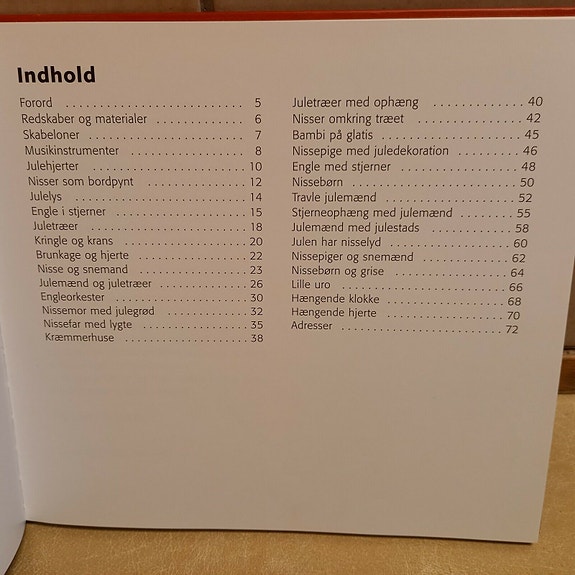 Indhold
Forord . . . . . . . . . . . . . . . . . . . . . . . . . . 5
Redskaber og materialer . . . . . . . . . . . . . 6
Skabeloner . . . . . . . . . . . . . . . . . . . . . . . 7
Musikinstrumenter . . . . . . . . . . . . . . . . . . 8
Julehjerter . . . . . . . . . . . . . . . . . . . . . . . 10
Nisser som bordpynt . . . . . . . . . . . . . . . . 12
Julelys . . . . . . . . . . . . . . . . . . . . . . . . . . 14
Engle i stjerner . . . . . . . . . . . . . . . . . . . . 15
Juletræer . . . . . . . . . . . . . . . . . . . . . . . . 18
Kringle og krans . . . . . . . . . . . . . . . . . . . 20
Brunkage og hjerte . . . . . . . . . . . . . . . . . 22
Nisse og snemand . . . . . . . . . . . . . . . . . 23
Julemænd og juletræer . . . . . . . . . . . . . . 26
Engleorkester . . . . . . . . . . . . . . . . . . . . . 30
Nissemor med julegrød . . . . . . . . . . . . . . 32
Nissefar med lygte . . . . . . . . . . . . . . . . . 35
Kræmmerhuse . . . . . . . . . . . . . . . . . . . . 38
Juletræer med ophæng . . . . . . . . . . . . . . 40
Nisser omkring træet . . . . . . . . . . . . . . . . 42
Bambi på glatis . . . . . . . . . . . . . . . . . . . . 45
Nissepige med juledekoration . . . . . . . . . 46
Engle med stjerner . . . . . . . . . . . . . . . . . 48
Nissebørn . . . . . . . . . . . . . . . . . . . . . . . . 50
Travle julemænd . . . . . . . . . . . . . . . . . . . 52
Stjerneophæng med julemænd . . . . . . . . 55
Julemænd med julestads . . . . . . . . . . . . . 58
Julen har nisselyd . . . . . . . . . . . . . . . . . . 60
Nissepiger og snemænd . . . . . . . . . . . . . 62
Nissebørn og grise . . . . . . . . . . . . . . . . . 64
Lille uro . . . . . . . . . . . . . . . . . . . . . . . . . 66
Hængende klokke . . . . . . . . . . . . . . . . . . 68
Hængende hjerte . . . . . . . . . . . . . . . . . . 70
Adresser . . . . . . . . . . . . . . . . . . . . . . . . 72